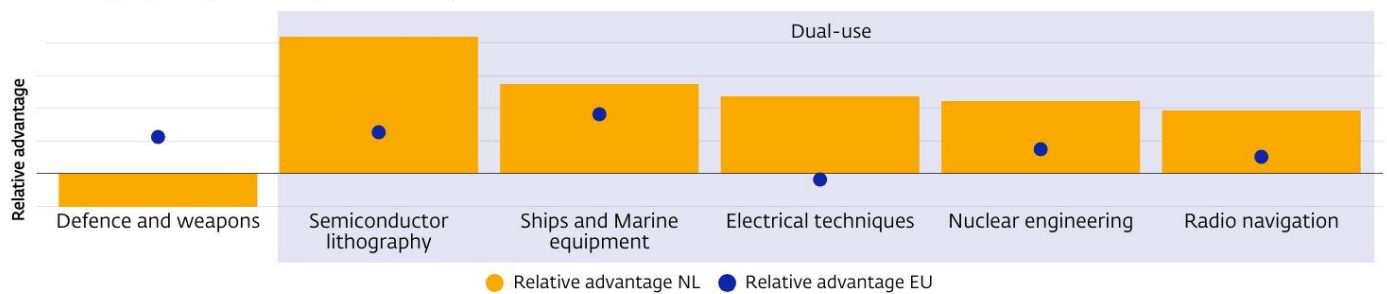 Dual-use
Relative advantage
Defence and weapons
Semiconductor
lithography
Ships and Marine
equipment
Electrical techniques
Nuclear engineering
Radio navigation
Relative advantage NL
Relative advantage EU